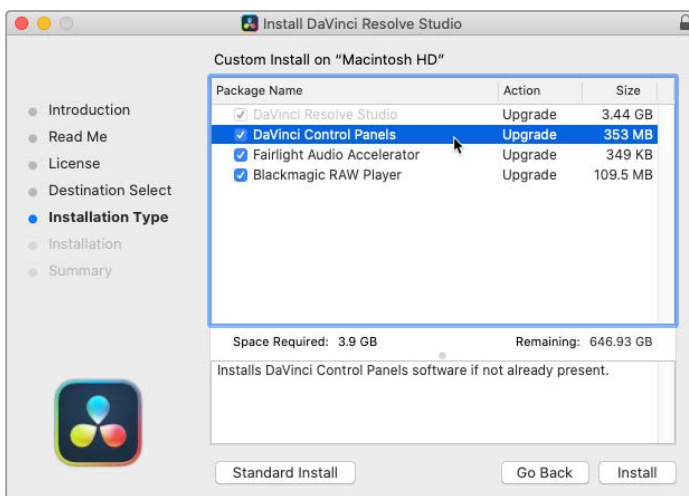 Install DaVinci Resolve Studio
Custom Install on “Macintosh HD”
Introduction
Read Me
License
Destination Select
Installation Type
Installation
Summary
Package Name Action Size
DaVinci Resolve Studio Upgrade 3.44 GB
DaVinci Control Panels Upgrade 353 MB
Fairlight Audio Accelerator Upgrade 349 KB
Blackmagic RAW Player Upgrade 109.5 MB
Space Required: 3.9 GB Remaining: 646.93 GB
Installs DaVinci Control Panels software if not already present.
Standard Install Go Back Install